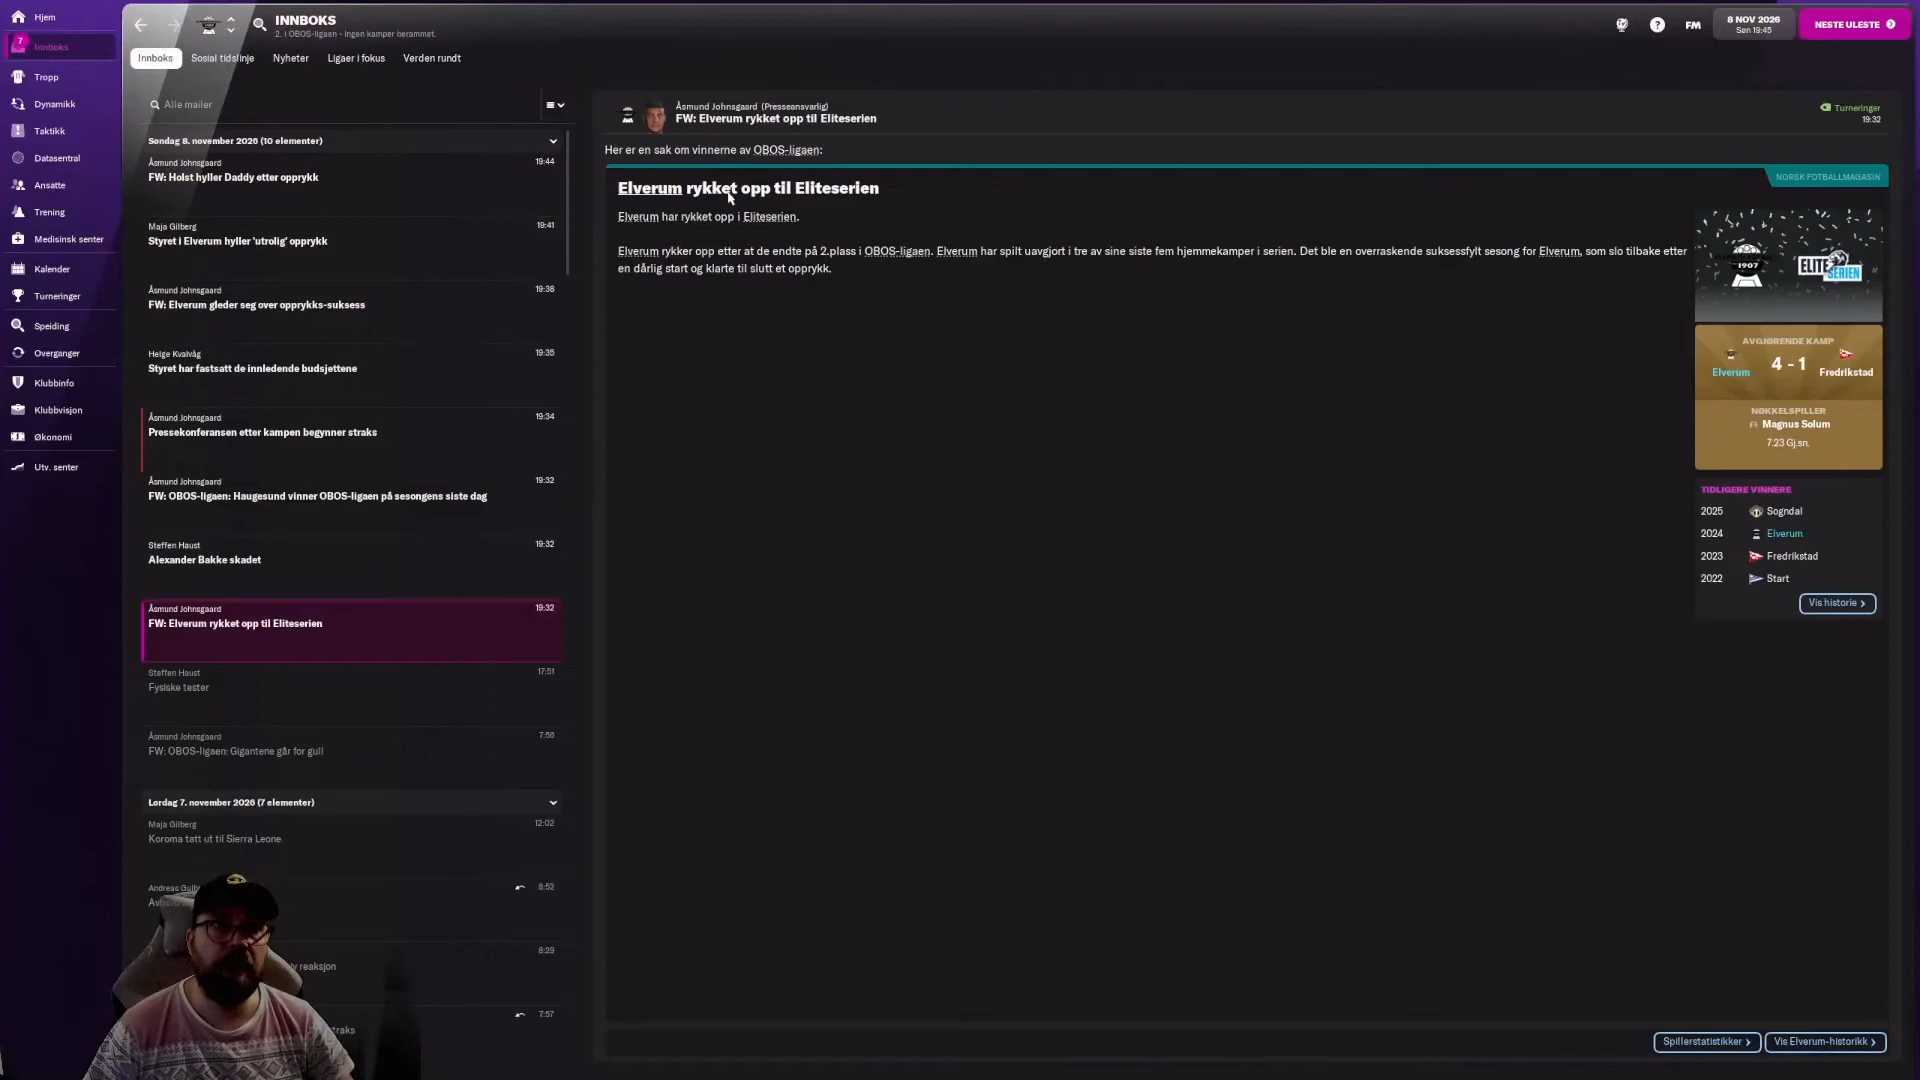 Hjem
7
Innboks
Tropp
Dynamikk
Taktikk
Datasentral
Ansatte
Trening
Medisinsk senter
Kalender
Turneringer
Speiding
Overganger
Klubbinfo
Klubbvisjon
Økonomi
Utv. senter
INNBOKS
2. i OBOS-ligaen - Ingen kamper berammet.
FM
8 NOV 2026
Søn 19:45
NESTE ULESTE
Innboks
Sosial tidslinje
Nyheter
Ligaer i fokus
Verden rundt
Alle mailer
Søndag 8. november 2026 (10 elementer)
Åsmund Johnsgaard 19:44
FW: Holst hyller Daddy etter opprykk
Maja Gilberg 19:41
Styret i Elverum hyller 'utrolig' opprykk
Åsmund Johnsgaard 19:38
FW: Elverum gleder seg over opprykks-suksess
Helge Kvalvåg 19:35
Styret har fastsatt de innledende budsjettene
Åsmund Johnsgaard 19:34
Pressekonferansen etter kampen begynner straks
Åsmund Johnsgaard 19:32
FW: OBOS-ligaen: Haugesund vinner OBOS-ligaen på sesongens siste dag
Steffen Haust 19:32
Alexander Bakke skadet
Åsmund Johnsgaard 19:32
FW: Elverum rykket opp til Eliteserien
Steffen Haust 17:51
Fysiske tester
Åsmund Johnsgaard 7:56
FW: OBOS-ligaen: Gigantene går for gull
Lørdag 7. november 2026 (7 elementer)
Maja Gilberg 12:02
Koroma tatt ut til Sierra Leone
Andreas 8:52
8:29
reaksjon
7:57
straks
Åsmund Johnsgaard (Presseansvarlig)
FW: Elverum rykket opp til Eliteserien
Turneringer
19:32
Her er en sak om vinnerne av OBOS-ligaen:
NORSK FOTBALLMAGASIN
Elverum rykket opp til Eliteserien
Elverum har rykket opp i Eliteserien.
Elverum rykker opp etter at de endte på 2.plass i OBOS-ligaen. Elverum har spilt uavgjort i tre av sine siste fem hjemmekamper i serien. Det ble en overraskende suksessfylt sesong for Elverum, som slo tilbake etter
en dårlig start og klarte til slutt et opprykk.
1907
ELITE
SERIEN
AVGJØRENDE KAMP
Elverum 4 - 1 Fredrikstad
NØKKELSPILLER
Magnus Solum
7.23 Gj.sn.
TIDLIGERE VINNERE
2025 Sogndal
2024 Elverum
2023 Fredrikstad
2022 Start
Vis historie
Spillerstatistikker
Vis Elverum-historikk